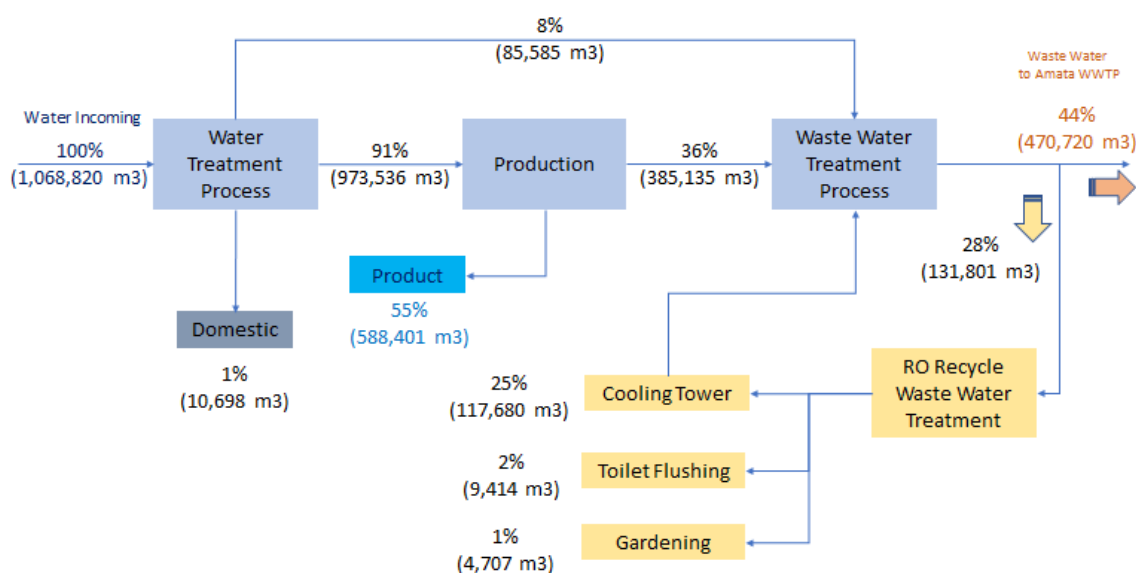 8%
(85,585 m3)
Waste Water
to Amata WWTP
44%
(470,720 m3)
Water Incoming
100%
(1,068,820 m3)
Water
Treatment
Process
91%
(973,536 m3)
Production
36%
(385,135 m3)
Waste Water
Treatment
Process
28%
(131,801 m3)
Product
55%
(588,401 m3)
Domestic
1%
(10,698 m3)
25%
(117,680 m3)
Cooling Tower
RO Recycle
Waste Water
Treatment
2%
(9,414 m3)
Toilet Flushing
1%
(4,707 m3)
Gardening